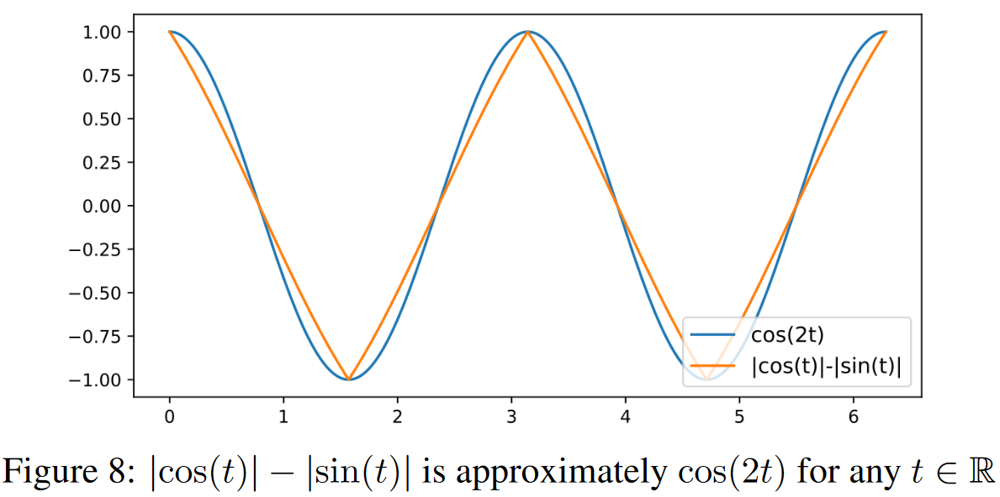 1.00
0.75
0.50
0.25
0.00
−0.25
−0.50
−0.75
−1.00
cos(2t)
|cos(t)|-|sin(t)|
0 1 2 3 4 5 6
Figure 8: |cos(t)| − |sin(t)| is approximately cos(2t) for any t ∈ ℝ